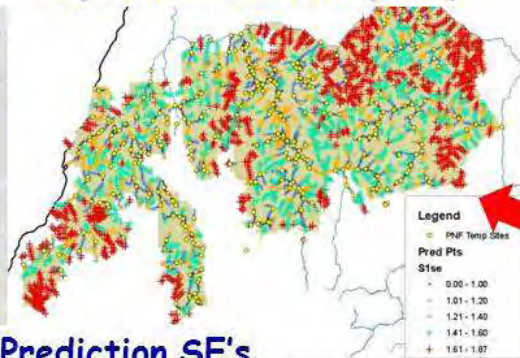 Legend
PNF Temp Sites
Pred Pts
S1se
0.00 - 1.00
1.01 - 1.20
1.21 - 1.40
1.41 - 1.60
1.61 - 1.87
Prediction SE's